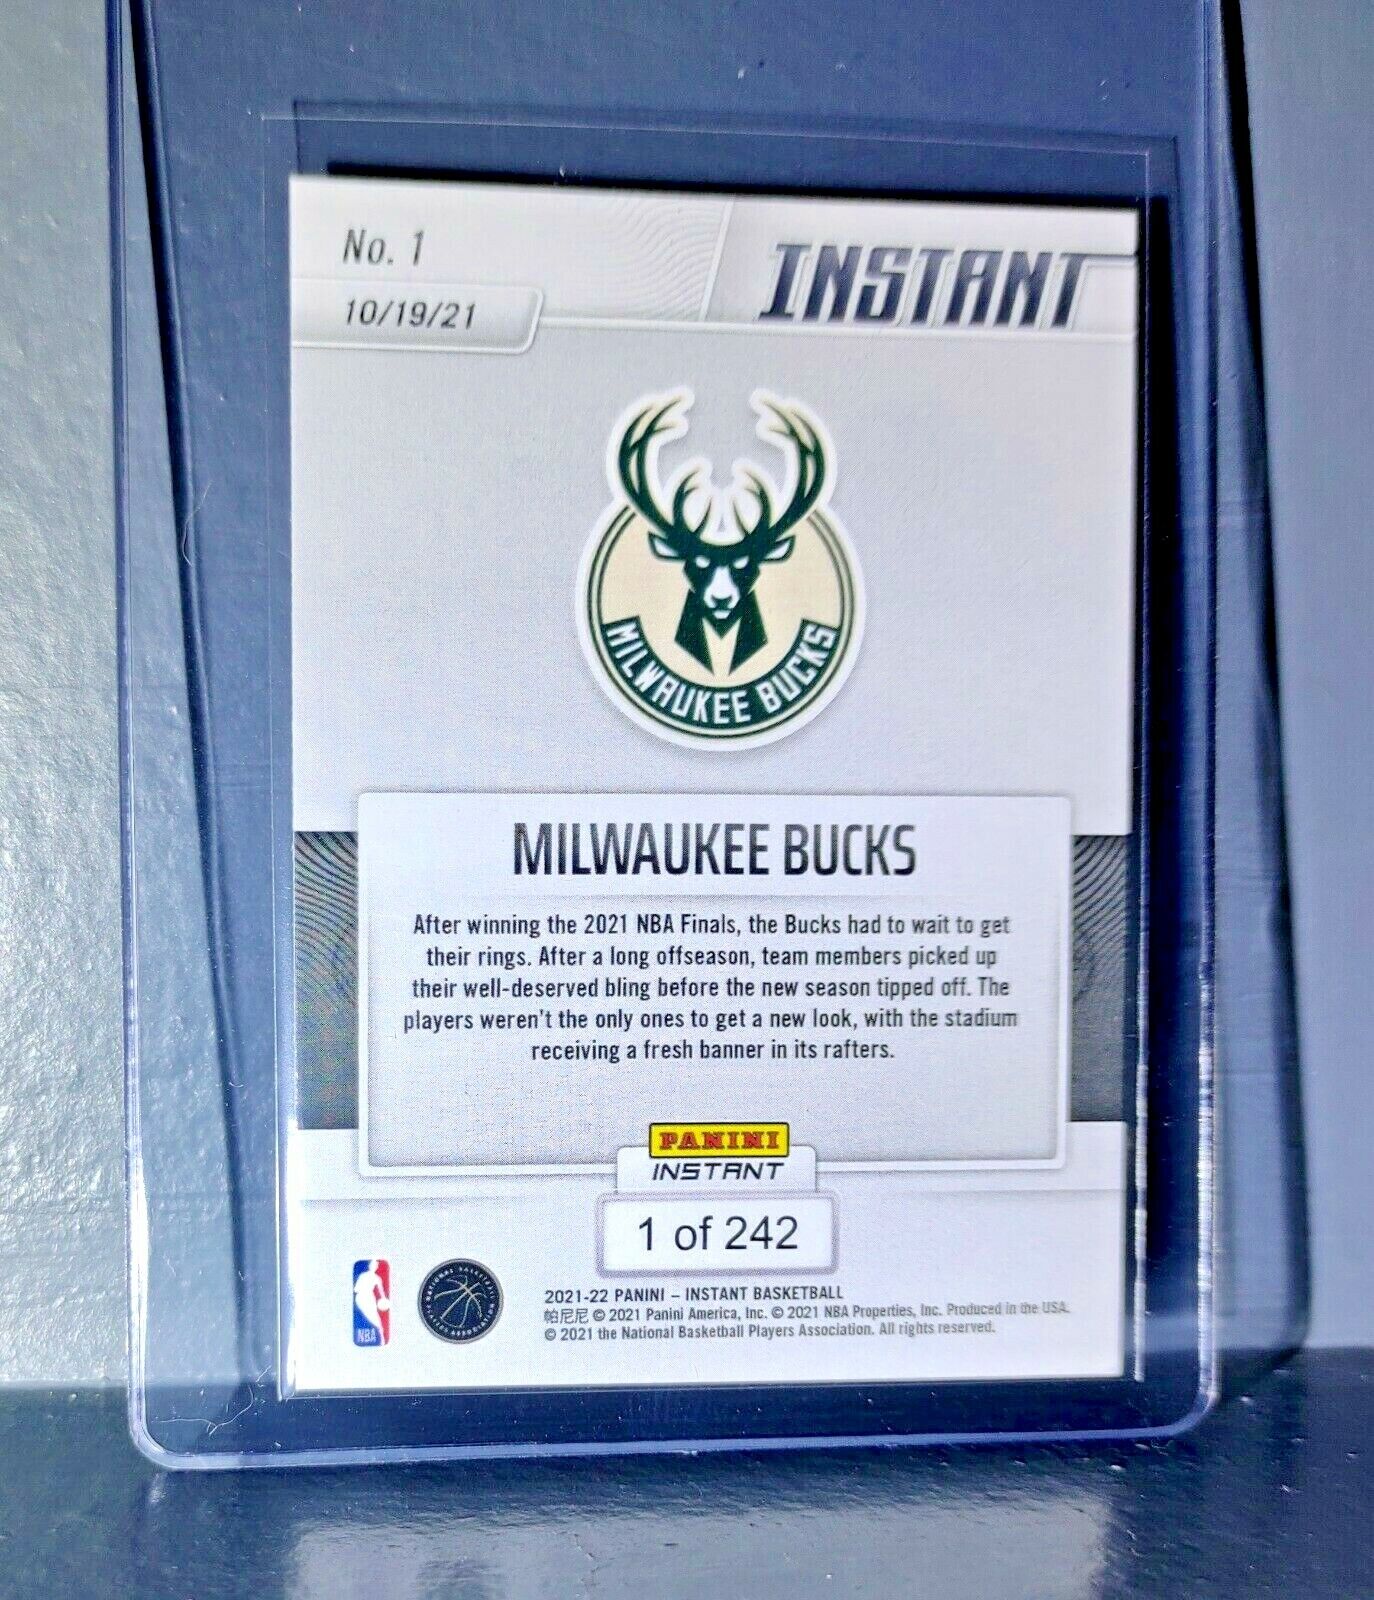 No. 1
INSTANT
10/19/21
MILWAUKEE BUCKS
MILWAUKEE BUCKS
After winning the 2021 NBA Finals, the Bucks had to wait to get
their rings. After a long offseason, team members picked up
their well-deserved bling before the new season tipped off. The
players weren't the only ones to get a new look, with the stadium
receiving a fresh banner in its rafters.
PANINI
INSTANT
1 of 242
NBA
2021-22 PANINI – INSTANT BASKETBALL
帕尼尼 © 2021 Panini America, Inc. © 2021 NBA Properties, Inc. Produced in the USA.
© 2021 the National Basketball Players Association. All rights reserved.